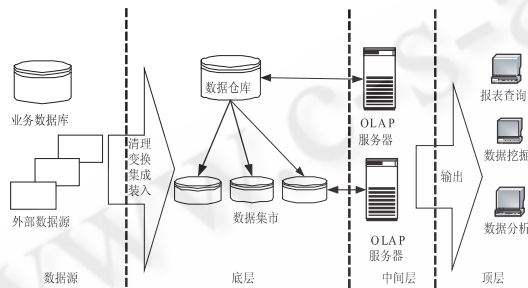 业务数据库
外部数据源
数据源
清理
变换
集成
装入
数据仓库
数据集市
底层
OLAP
服务器
OLAP
服务器
中间层
输出
报表查询
数据挖掘
数据分析
顶层